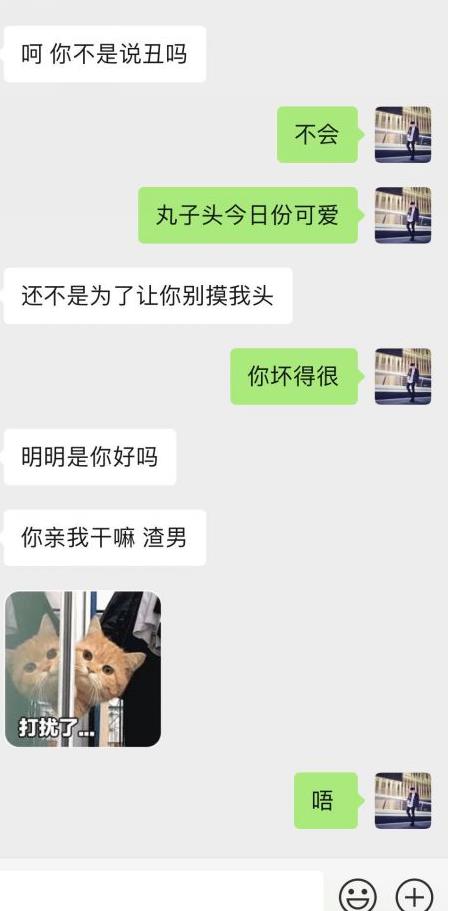 呵 你不是说丑吗
不会
丸子头今日份可爱
还不是为了让你别摸我头
你坏得很
明明是你好吗
你亲我干嘛 渣男
打扰了...
唔